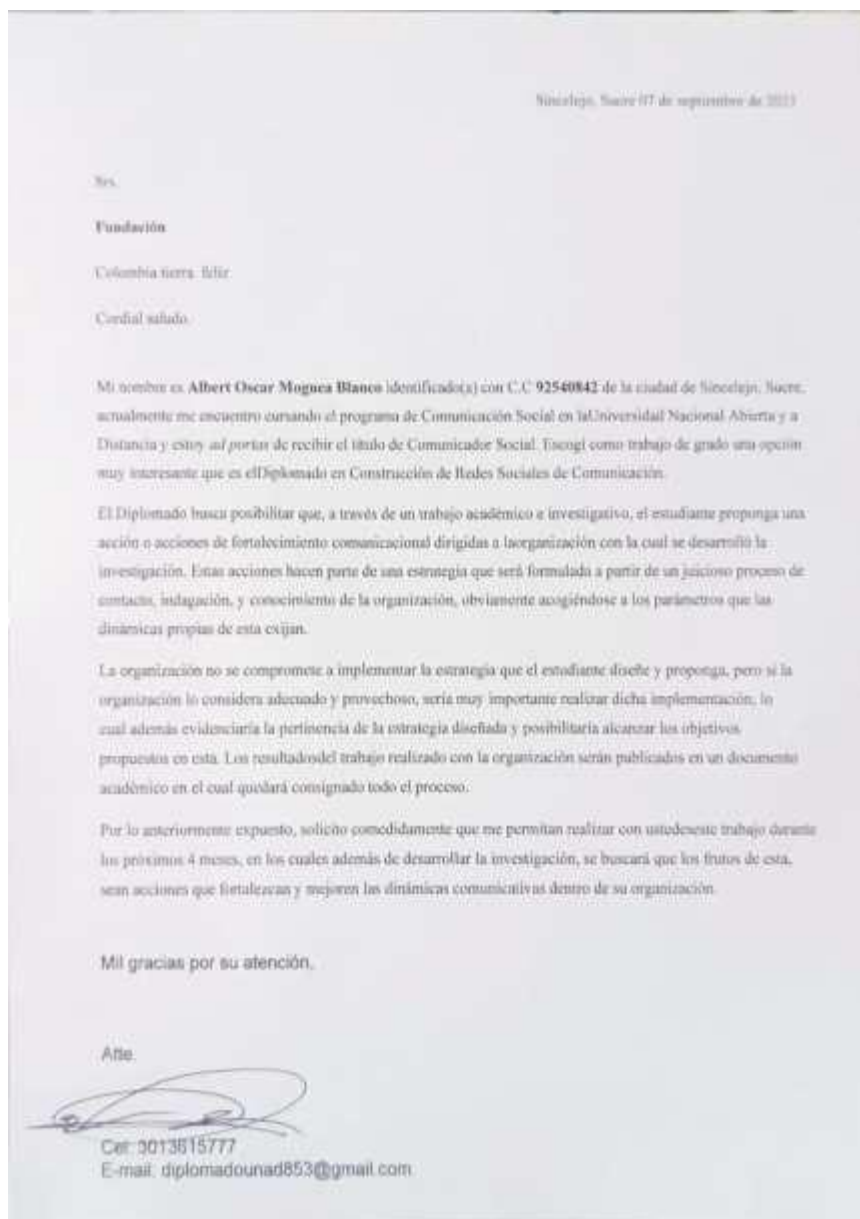 Sincelejo, Sucre 07 de septiembre de
Srs.
Fundación
Colombia tierra feliz
Cordial saludo.
Mi nombre es Albert Oscar Moguea Blanco identificado(a) con C.C 92540842 de la ciudad de Sincelejo, Sucre,
actualmente me encuentro cursando el programa de Comunicación Social en laUniversidad Nacional Abierta y a
Distancia y estoy ad portas de recibir el título de Comunicador Social. Escogí como trabajo de grado una opción
muy interesante que es elDiplomado en Construcción de Redes Sociales de Comunicación.
El Diplomado busca posibilitar que, a través de un trabajo académico e investigativo, el estudiante proponga una
acción o acciones de fortalecimiento comunicacional dirigidas a laorganización con la cual se desarrolló la
investigación. Estas acciones hacen parte de una estrategia que será formulado a partir de un juicioso proceso de
contacto, indagación, y conocimiento de la organización, obviamente acogiéndose a los parámetros que las
dinámicas propias de esta exijan.
La organización no se compromete a implementar la estrategia que el estudiante diseñe y proponga, pero si la
organización lo considera adecuado y provechoso, sería muy importante realizar dicha implementación, lo
cual además evidenciaría la pertinencia de la estrategia diseñada y posibilitaría alcanzar los objetivos
propuestos en esta. Los resultadosdel trabajo realizado con la organización serán publicados en un documento
académico en el cual quedará consignado todo el proceso.
Por lo anteriormente expuesto, solicito comedidamente que me permitan realizar con ustedeseste trabajo durante
los próximos 4 meses, en los cuales además de desarrollar la investigación, se buscará que los frutos de esta,
sean acciones que fortalezcan y mejoren las dinámicas comunicativas dentro de su organización.
Mil gracias por su atención.
Atte.
Cel: 3013615777
E-mail: diplomadounad853@gmail.com